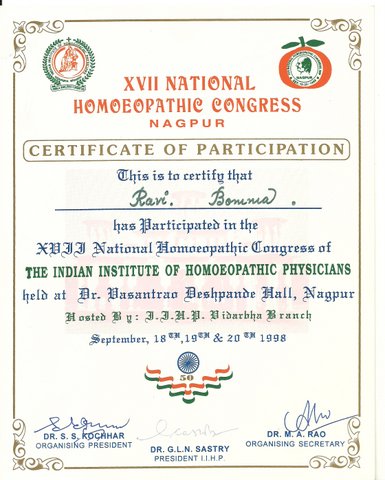 XVII NATIONAL
HOMOEOPATHIC CONGRESS
NAGPUR
CERTIFICATE OF PARTICIPATION
This is to certify that
Ravi. Bomma.
has Participated in the
XVII National Homoeopathic Congress of
THE INDIAN INSTITUTE OF HOMOEOPATHIC PHYSICIANS
held at Dr. Vasantrao Deshpande Hall, Nagpur
Hosted By: I.I.H.P. Vidarbha Branch
September, 18TH,19TH & 20TH 1998
50
DR. S. S. KOCHHAR
ORGANISING PRESIDENT
DR. G.L.N. SASTRY
PRESIDENT I.I.H.P.
DR. M. A. RAO
ORGANISING SECRETARY